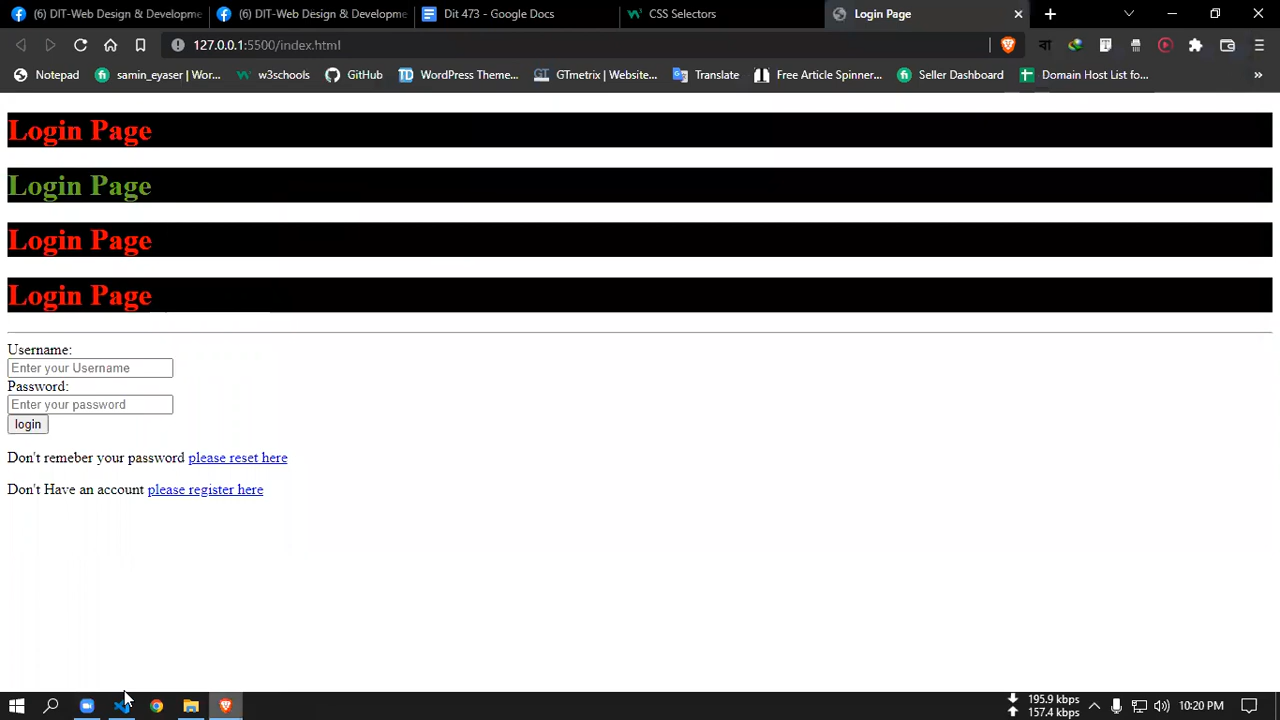 (6) DIT-Web Design & Developme
(6) DIT-Web Design & Developme
Dit 473 - Google Docs
CSS Selectors
Login Page
127.0.0.1:5500/index.html
বা
Notepad
samin_eyaser | Wor...
w3schools
GitHub
WordPress Theme...
GTmetrix | Website...
Translate
Free Article Spinner...
Seller Dashboard
Domain Host List fo...
Login Page
Login Page
Login Page
Login Page
Username:
Enter your Username
Password:
Enter your password
login
Don't remeber your password please reset here
Don't Have an account please register here
195.9 kbps
157.4 kbps
10:20 PM